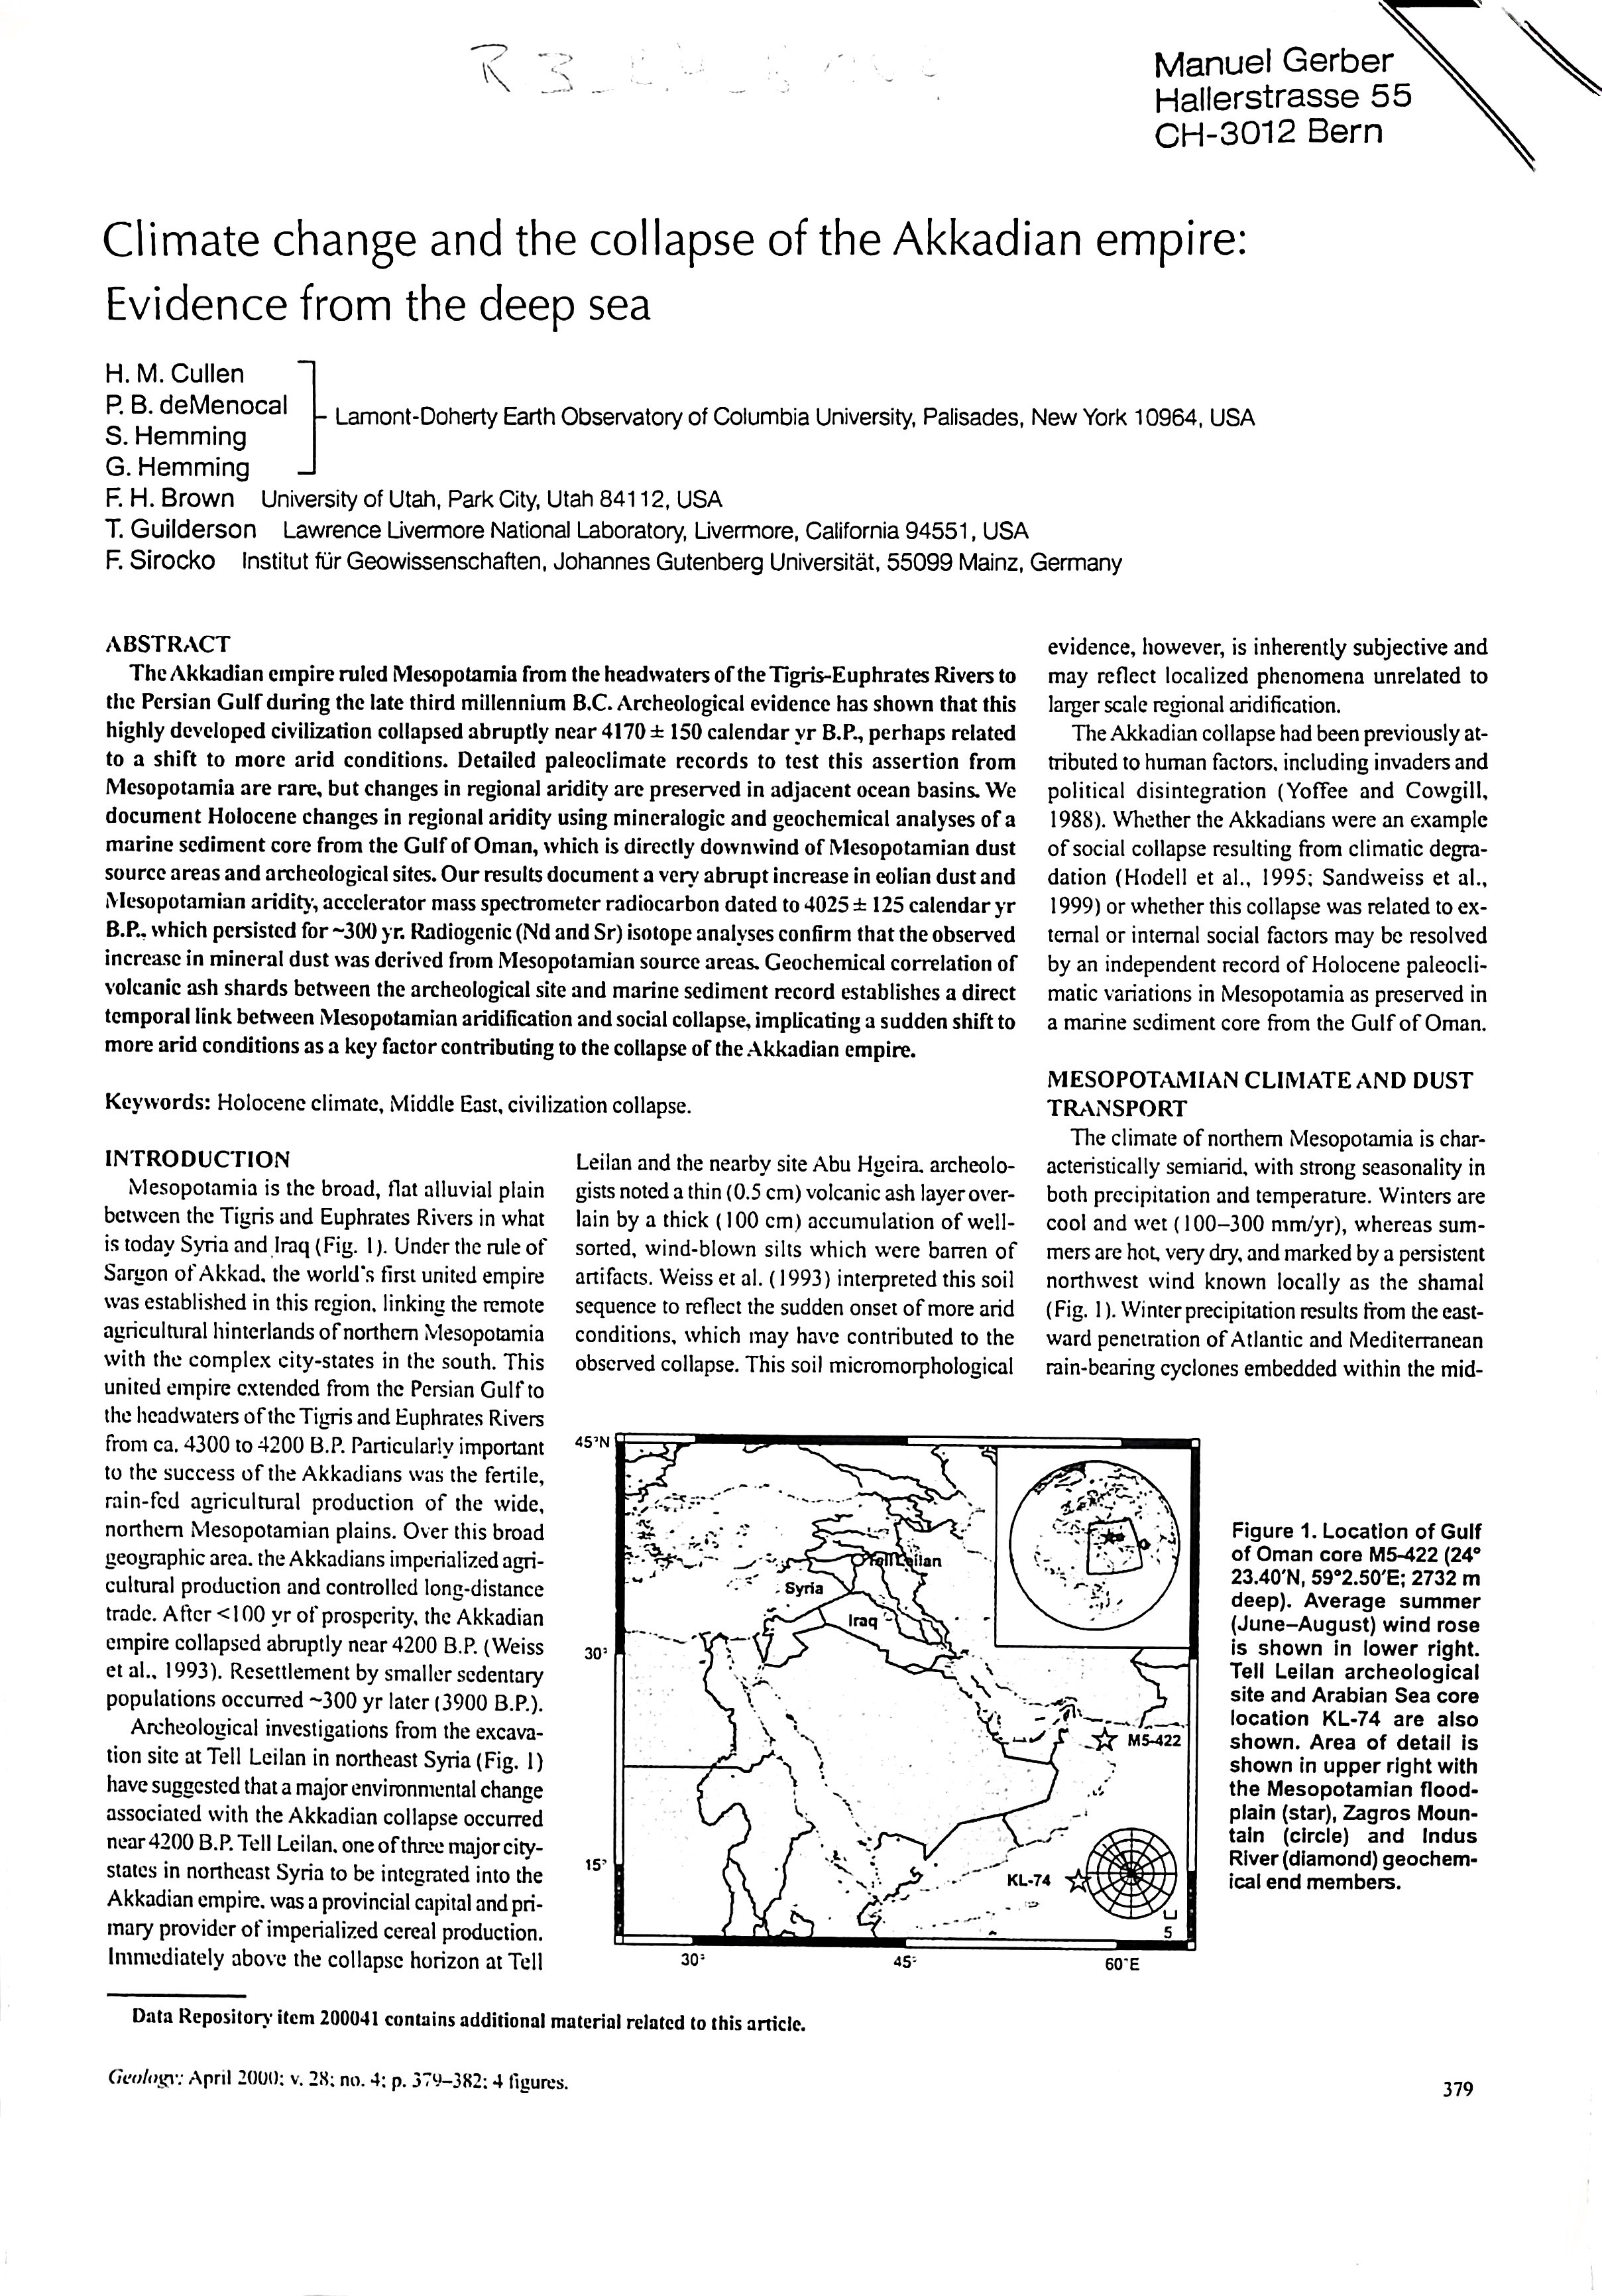 Manuel Gerber
Hallerstrasse 55
CH-3012 Bern
Climate change and the collapse of the Akkadian empire:
Evidence from the deep sea
H. M. Cullen
P. B. deMenocal
S. Hemming
G. Hemming
Lamont-Doherty Earth Observatory of Columbia University, Palisades, New York 10964, USA
F. H. Brown University of Utah, Park City, Utah 84112, USA
T. Guilderson Lawrence Livermore National Laboratory, Livermore, California 94551, USA
F. Sirocko Institut für Geowissenschaften, Johannes Gutenberg Universität, 55099 Mainz, Germany
ABSTRACT
The Akkadian empire ruled Mesopotamia from the headwaters of the Tigris-Euphrates Rivers to
the Persian Gulf during the late third millennium B.C. Archeological evidence has shown that this
highly developed civilization collapsed abruptly near 4170 ± 150 calendar yr B.P., perhaps related
to a shift to more arid conditions. Detailed paleoclimate records to test this assertion from
Mesopotamia are rare, but changes in regional aridity are preserved in adjacent ocean basins. We
document Holocene changes in regional aridity using mineralogic and geochemical analyses of a
marine sediment core from the Gulf of Oman, which is directly downwind of Mesopotamian dust
source areas and archeological sites. Our results document a very abrupt increase in eolian dust and
Mesopotamian aridity, accelerator mass spectrometer radiocarbon dated to 4025 ± 125 calendar yr
B.P., which persisted for ~300 yr. Radiogenic (Nd and Sr) isotope analyses confirm that the observed
increase in mineral dust was derived from Mesopotamian source areas. Geochemical correlation of
volcanic ash shards between the archeological site and marine sediment record establishes a direct
temporal link between Mesopotamian aridification and social collapse, implicating a sudden shift to
more arid conditions as a key factor contributing to the collapse of the Akkadian empire.
Keywords: Holocene climate, Middle East, civilization collapse.
INTRODUCTION
Mesopotamia is the broad, flat alluvial plain
between the Tigris and Euphrates Rivers in what
is today Syria and Iraq (Fig. 1). Under the rule of
Sargon of Akkad, the world's first united empire
was established in this region, linking the remote
agricultural hinterlands of northern Mesopotamia
with the complex city-states in the south. This
united empire extended from the Persian Gulf to
the headwaters of the Tigris and Euphrates Rivers
from ca. 4300 to 4200 B.P. Particularly important
to the success of the Akkadians was the fertile,
rain-fed agricultural production of the wide,
northern Mesopotamian plains. Over this broad
geographic area, the Akkadians imperialized agri-
cultural production and controlled long-distance
trade. After <100 yr of prosperity, the Akkadian
empire collapsed abruptly near 4200 B.P. (Weiss
et al., 1993). Resettlement by smaller sedentary
populations occurred ~300 yr later (3900 B.P.).
Archeological investigations from the excava-
tion site at Tell Leilan in northeast Syria (Fig. 1)
have suggested that a major environmental change
associated with the Akkadian collapse occurred
near 4200 B.P. Tell Leilan, one of three major city-
states in northeast Syria to be integrated into the
Akkadian empire, was a provincial capital and pri-
mary provider of imperialized cereal production.
Immediately above the collapse horizon at Tell
Leilan and the nearby site Abu Hgeira, archeolo-
gists noted a thin (0.5 cm) volcanic ash layer over-
lain by a thick (100 cm) accumulation of well-
sorted, wind-blown silts which were barren of
artifacts. Weiss et al. (1993) interpreted this soil
sequence to reflect the sudden onset of more arid
conditions, which may have contributed to the
observed collapse. This soil micromorphological
evidence, however, is inherently subjective and
may reflect localized phenomena unrelated to
larger scale regional aridification.
The Akkadian collapse had been previously at-
tributed to human factors, including invaders and
political disintegration (Yoffee and Cowgill,
1988). Whether the Akkadians were an example
of social collapse resulting from climatic degra-
dation (Hodell et al., 1995; Sandweiss et al.,
1999) or whether this collapse was related to ex-
ternal or internal social factors may be resolved
by an independent record of Holocene paleocli-
matic variations in Mesopotamia as preserved in
a marine sediment core from the Gulf of Oman.
MESOPOTAMIAN CLIMATE AND DUST
TRANSPORT
The climate of northern Mesopotamia is char-
acteristically semiarid, with strong seasonality in
both precipitation and temperature. Winters are
cool and wet (100–300 mm/yr), whereas sum-
mers are hot, very dry, and marked by a persistent
northwest wind known locally as the shamal
(Fig. 1). Winter precipitation results from the east-
ward penetration of Atlantic and Mediterranean
rain-bearing cyclones embedded within the mid-
45°N
30°
15°
30°
45°
60°E
Tell Leilan
Syria
Iraq
M5-422
KL-74
5
Figure 1. Location of Gulf
of Oman core M5-422 (24°
23.40′N, 59°2.50′E; 2732 m
deep). Average summer
(June–August) wind rose
is shown in lower right.
Tell Leilan archeological
site and Arabian Sea core
location KL-74 are also
shown. Area of detail is
shown in upper right with
the Mesopotamian flood-
plain (star), Zagros Moun-
tain (circle) and Indus
River (diamond) geochem-
ical end members.
Data Repository item 200041 contains additional material related to this article.
Geology; April 2000; v. 28; no. 4; p. 379–382; 4 figures.
379